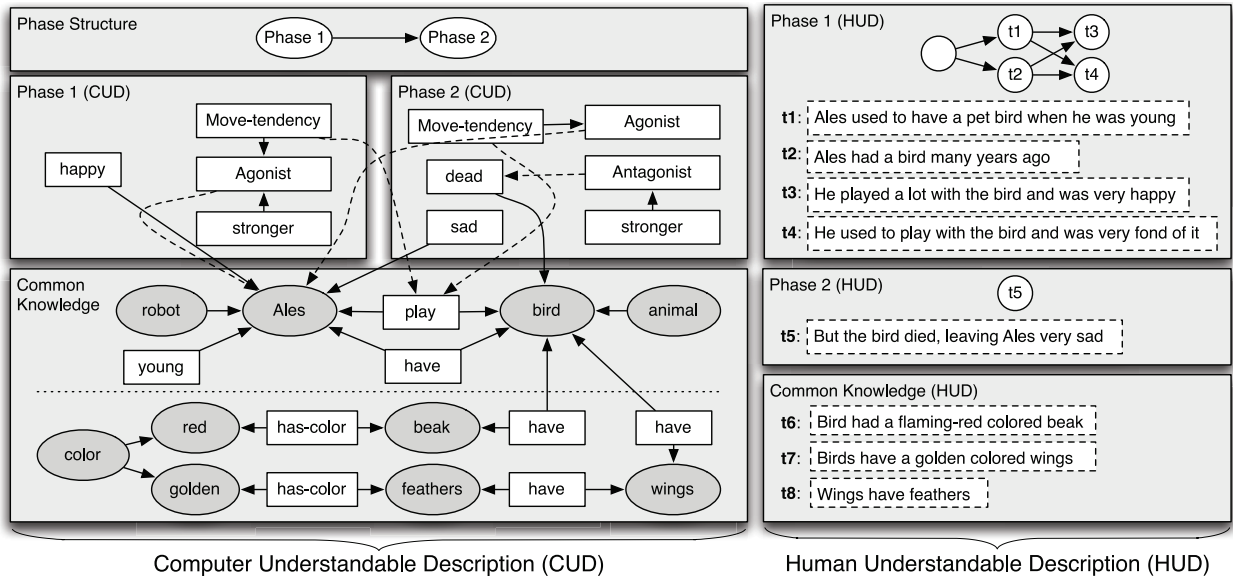 Phase Structure
Phase 1
Phase 2
Phase 1 (CUD)
Move-tendency
happy
Agonist
stronger
Phase 2 (CUD)
Move-tendency
Agonist
dead
Antagonist
sad
stronger
Common
Knowledge
robot
Ales
play
bird
animal
young
have
red
has-color
beak
have
have
color
golden
has-color
feathers
have
wings
Computer Understandable Description (CUD)
Phase 1 (HUD)
t1
t3
t2
t4
t1: Ales used to have a pet bird when he was young
t2: Ales had a bird many years ago
t3: He played a lot with the bird and was very happy
t4: He used to play with the bird and was very fond of it
Phase 2 (HUD)
t5
t5: But the bird died, leaving Ales very sad
Common Knowledge (HUD)
t6: Bird had a flaming-red colored beak
t7: Birds have a golden colored wings
t8: Wings have feathers
Human Understandable Description (HUD)